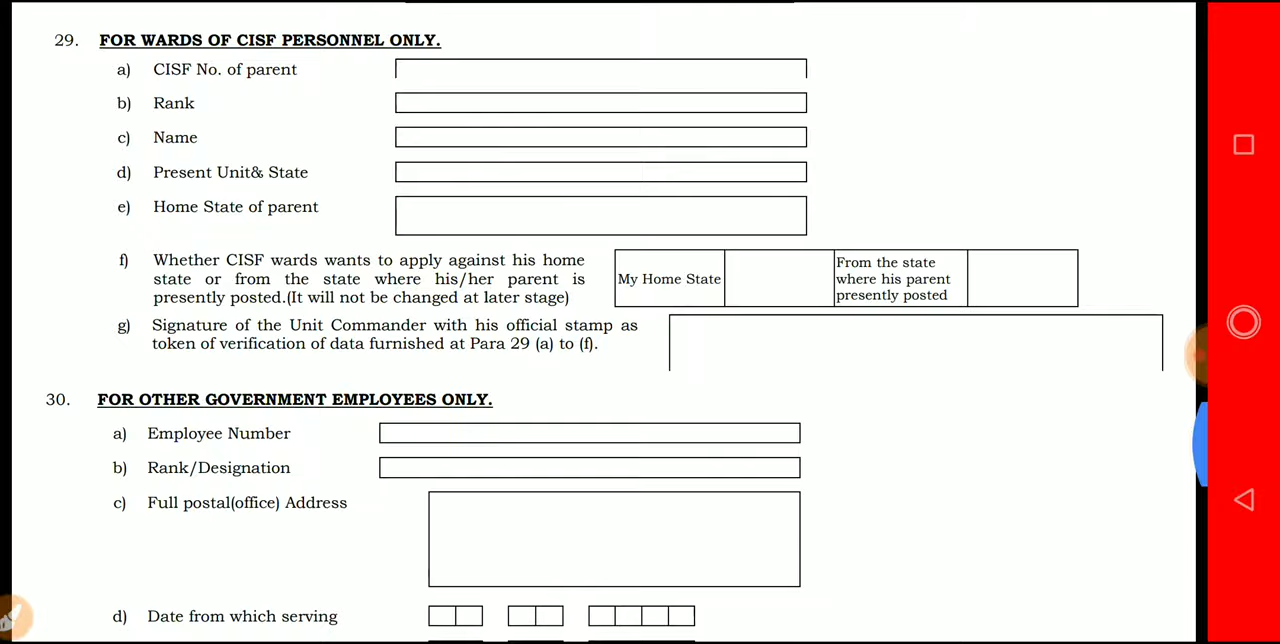 29. FOR WARDS OF CISF PERSONNEL ONLY.
a) CISF No. of parent
b) Rank
c) Name
d) Present Unit& State
e) Home State of parent
f) Whether CISF wards wants to apply against his home
state or from the state where his/her parent is
presently posted.(It will not be changed at later stage)
My Home State
From the state
where his parent
presently posted
g) Signature of the Unit Commander with his official stamp as
token of verification of data furnished at Para 29 (a) to (f).
30. FOR OTHER GOVERNMENT EMPLOYEES ONLY.
a) Employee Number
b) Rank/Designation
c) Full postal(office) Address
d) Date from which serving